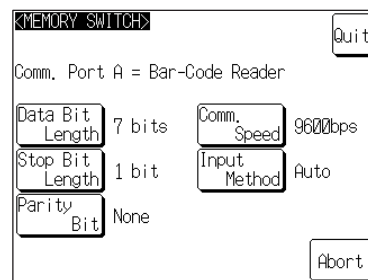 <MEMORY SWITCH>
Quit
Comm. Port A = Bar-Code Reader
Data Bit Length 7 bits
Comm. Speed 9600bps
Stop Bit Length 1 bit
Input Method Auto
Parity Bit None
Abort